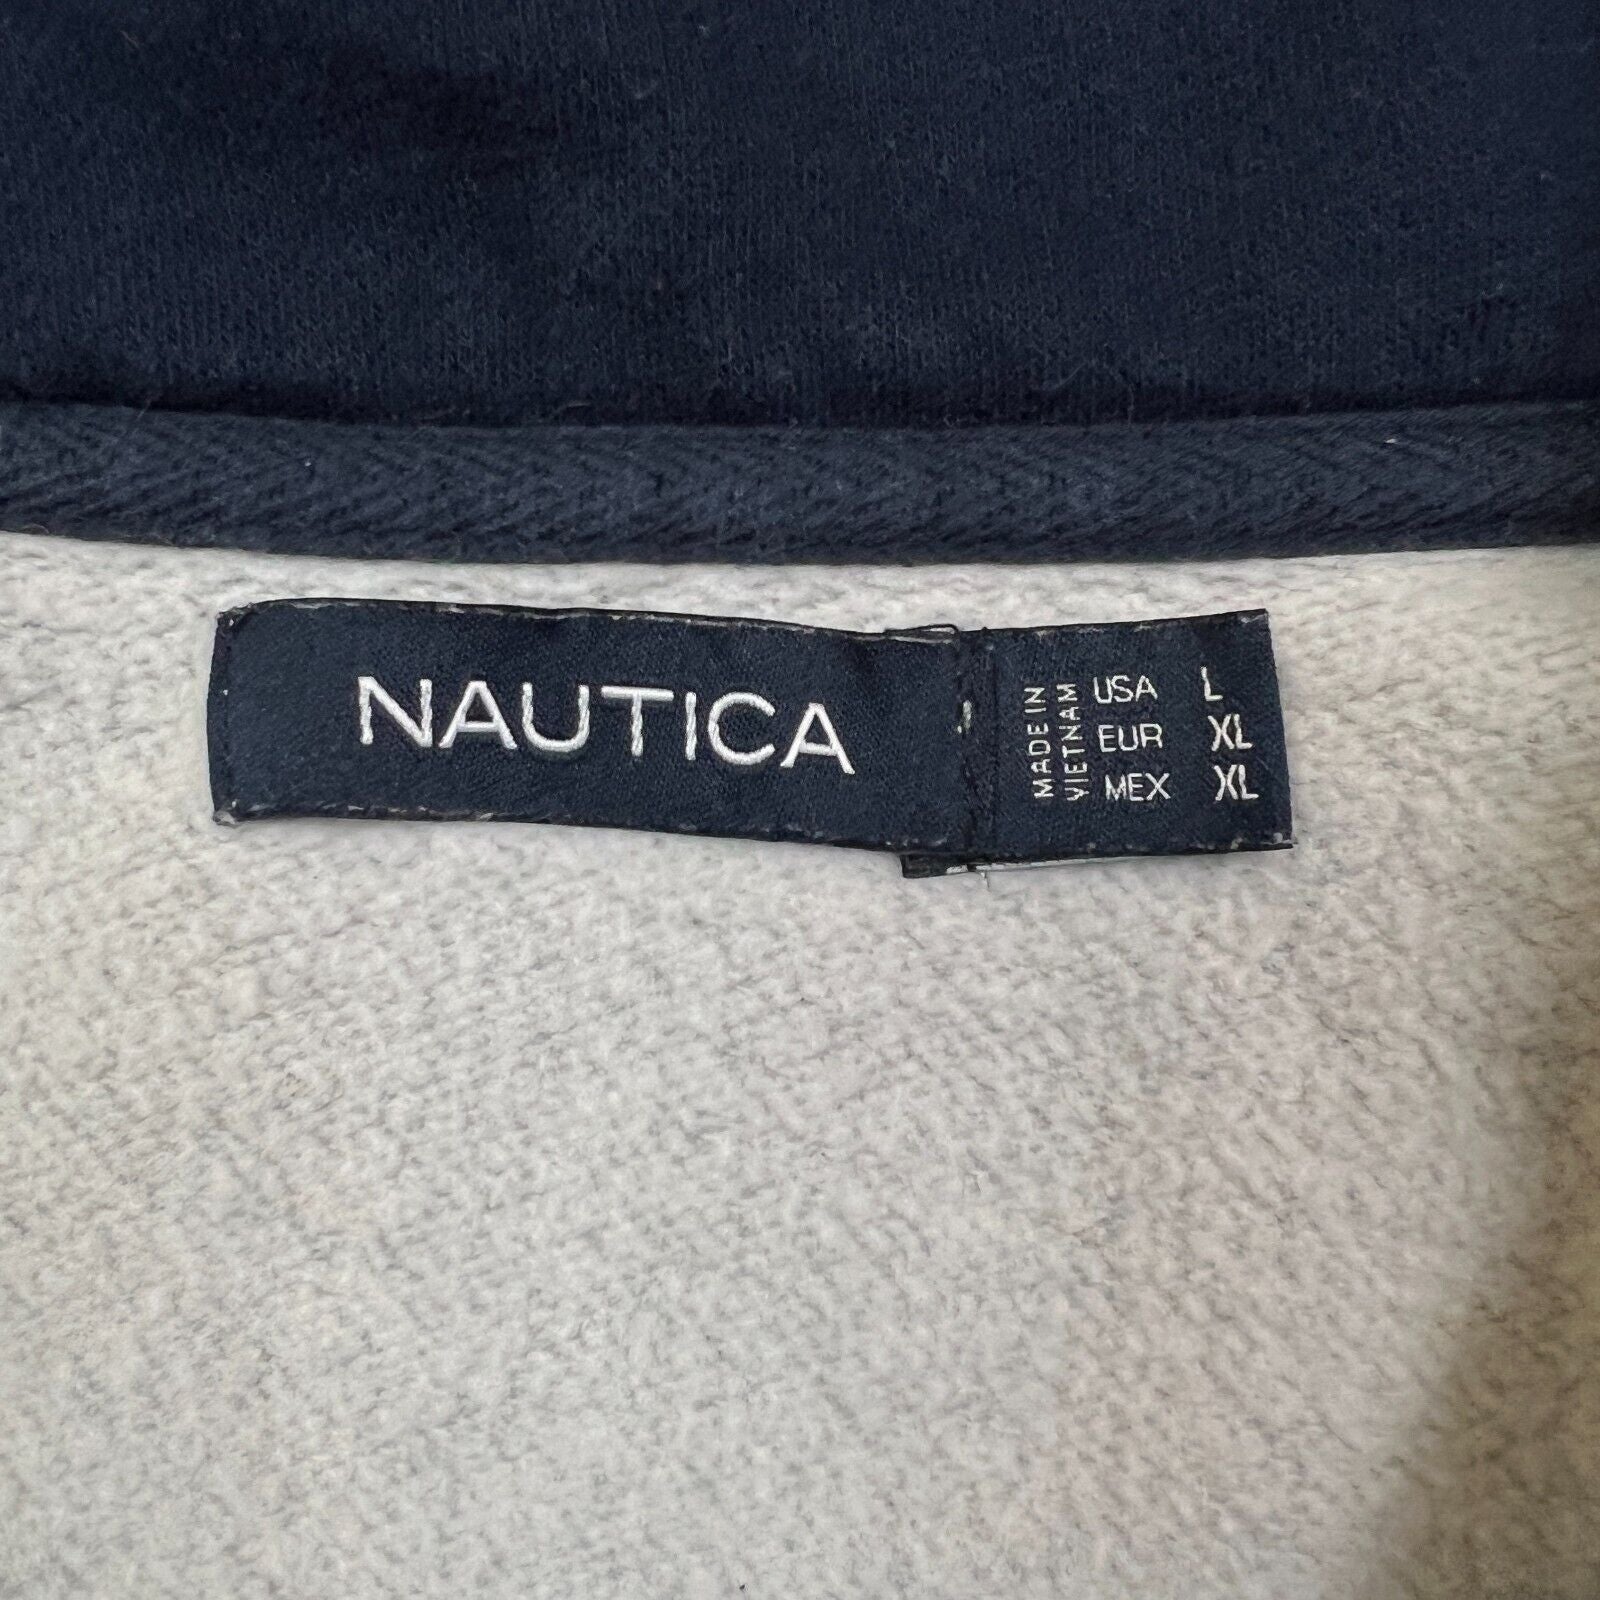 NAUTICA
MADE IN
VIETNAM
USA L
EUR XL
MEX XL